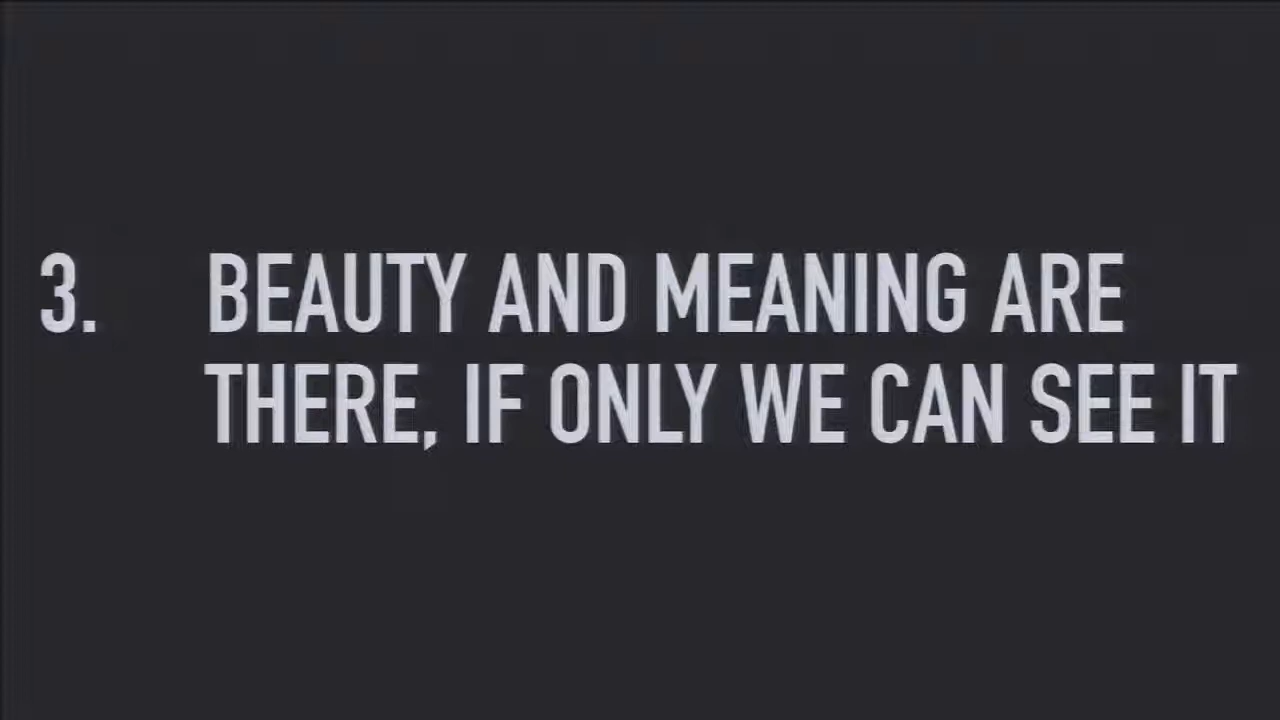 3. BEAUTY AND MEANING ARE
THERE, IF ONLY WE CAN SEE IT